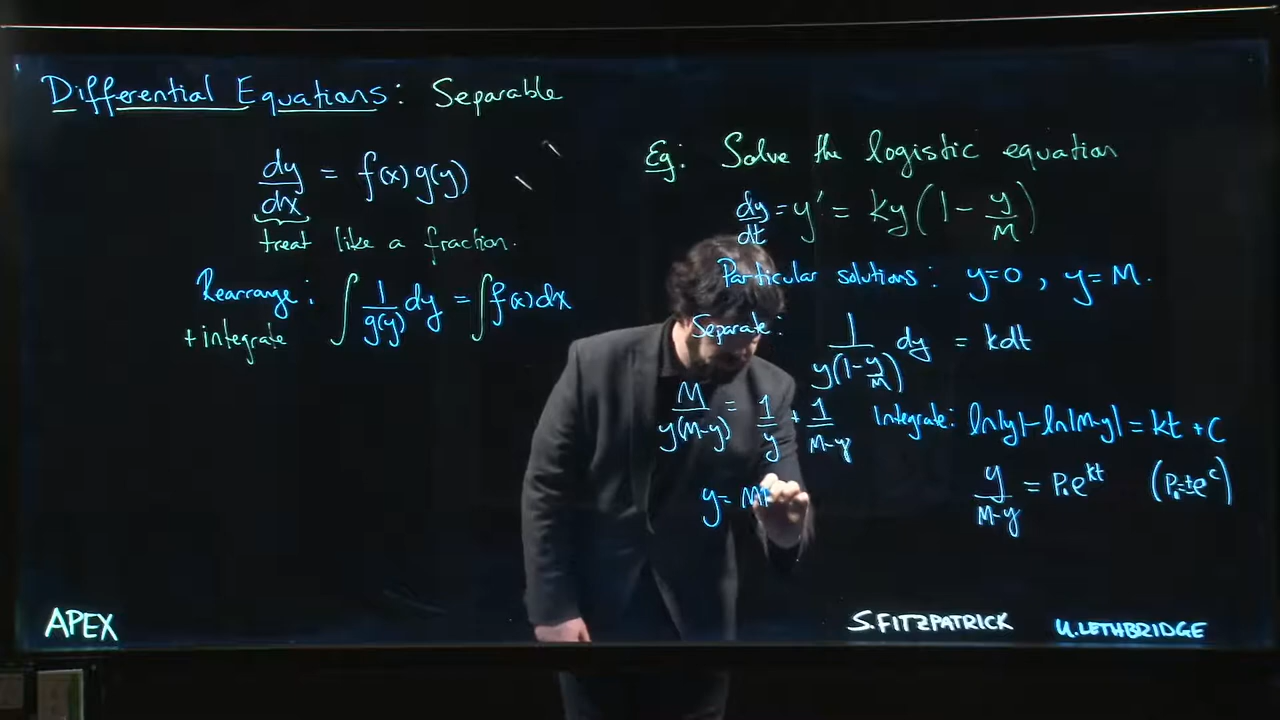 Differential Equations: Separable
dy/dx = f(x)g(y)
treat like a fraction.
Rearrange: ∫ 1/g(y) dy = ∫ f(x)dx
+ integrate
Eg: Solve the logistic equation
dy/dt = y' = ky(1 - y/M)
Particular solutions: y=0, y=M.
Separate: 1/(y(1-y/M)) dy = kdt
M/(y(M-y)) = 1/y + 1/(M-y)
Integrate: ln|y| - ln|M-y| = kt + C
y/(M-y) = P₀e^(kt) (P₀=±e^c)
y = M
APEX
S.FITZPATRICK
U.LETHBRIDGE